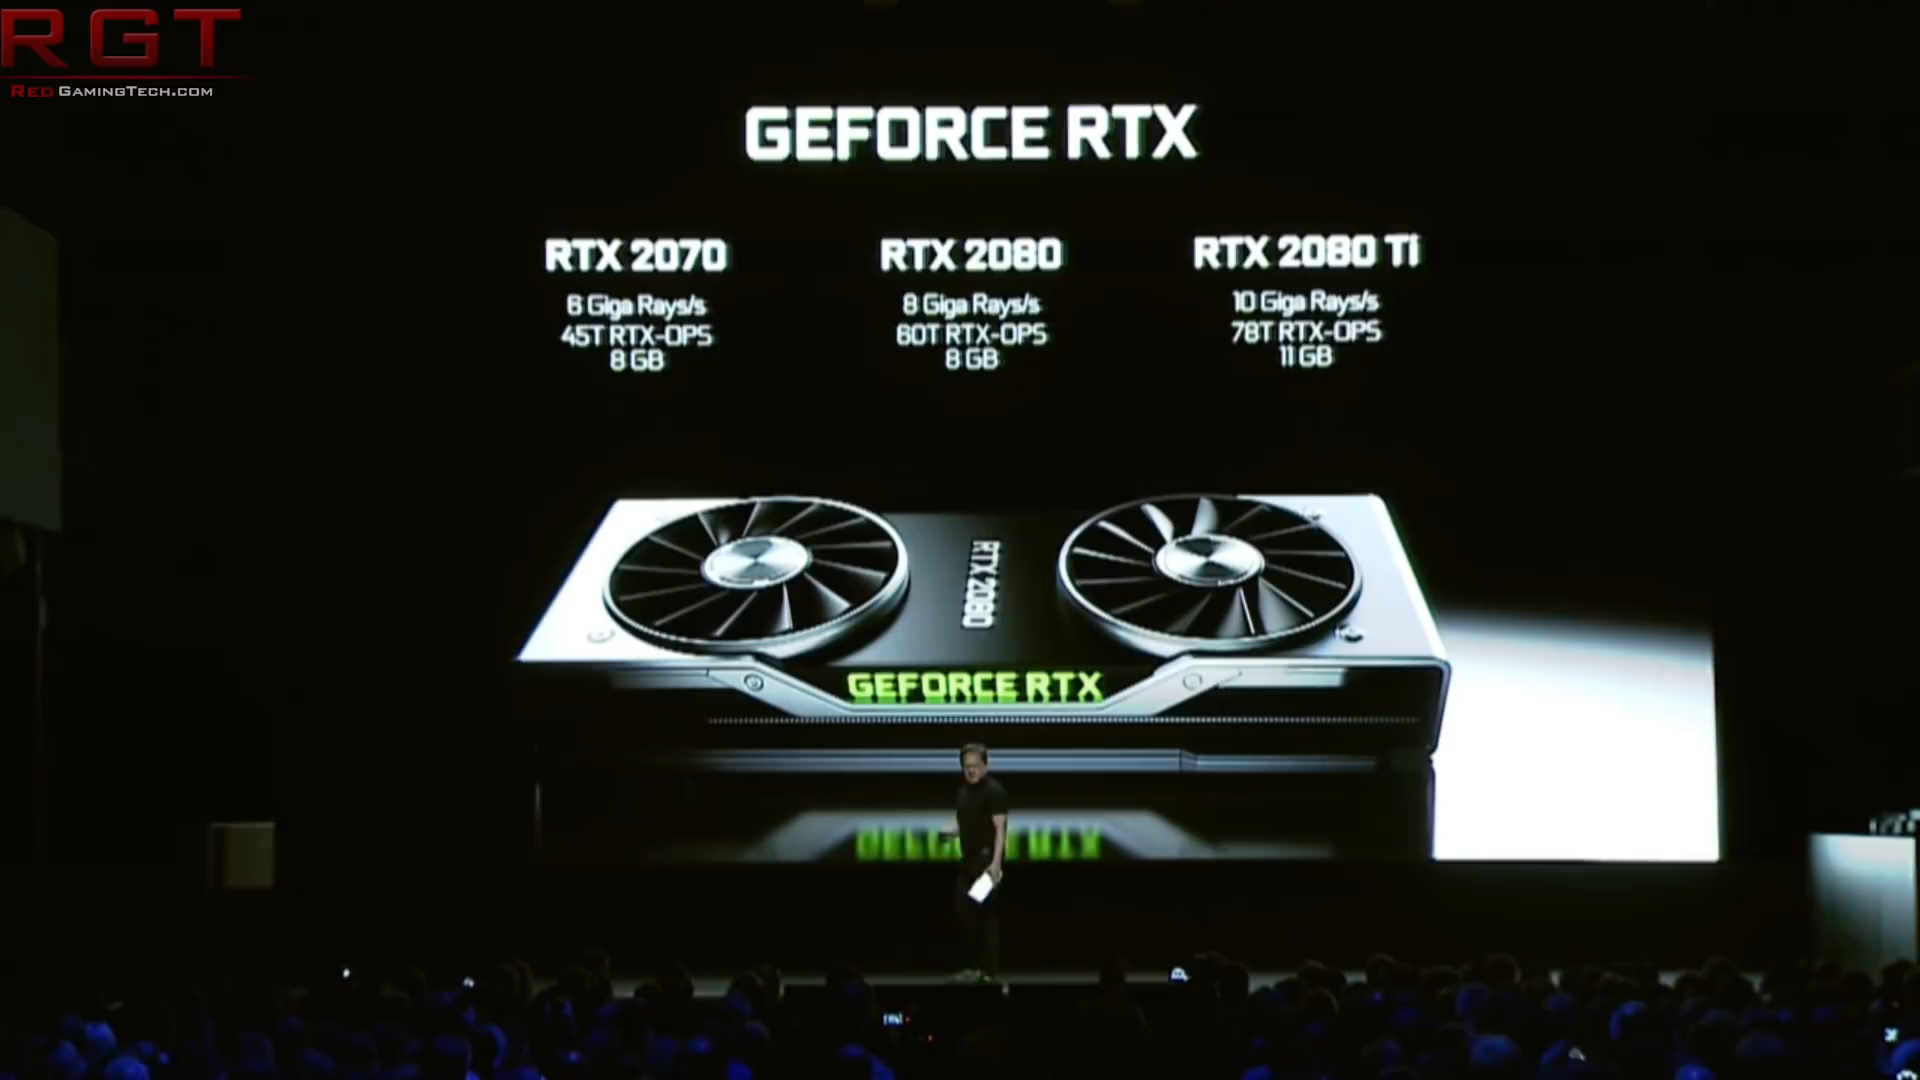 RGT
RED GAMINGTECH.COM
GEFORCE RTX
RTX 2070
6 Giga Rays/s
45T RTX-OPS
8 GB
RTX 2080
8 Giga Rays/s
60T RTX-OPS
8 GB
RTX 2080 Ti
10 Giga Rays/s
78T RTX-OPS
11 GB
RTX 2080
GEFORCE RTX